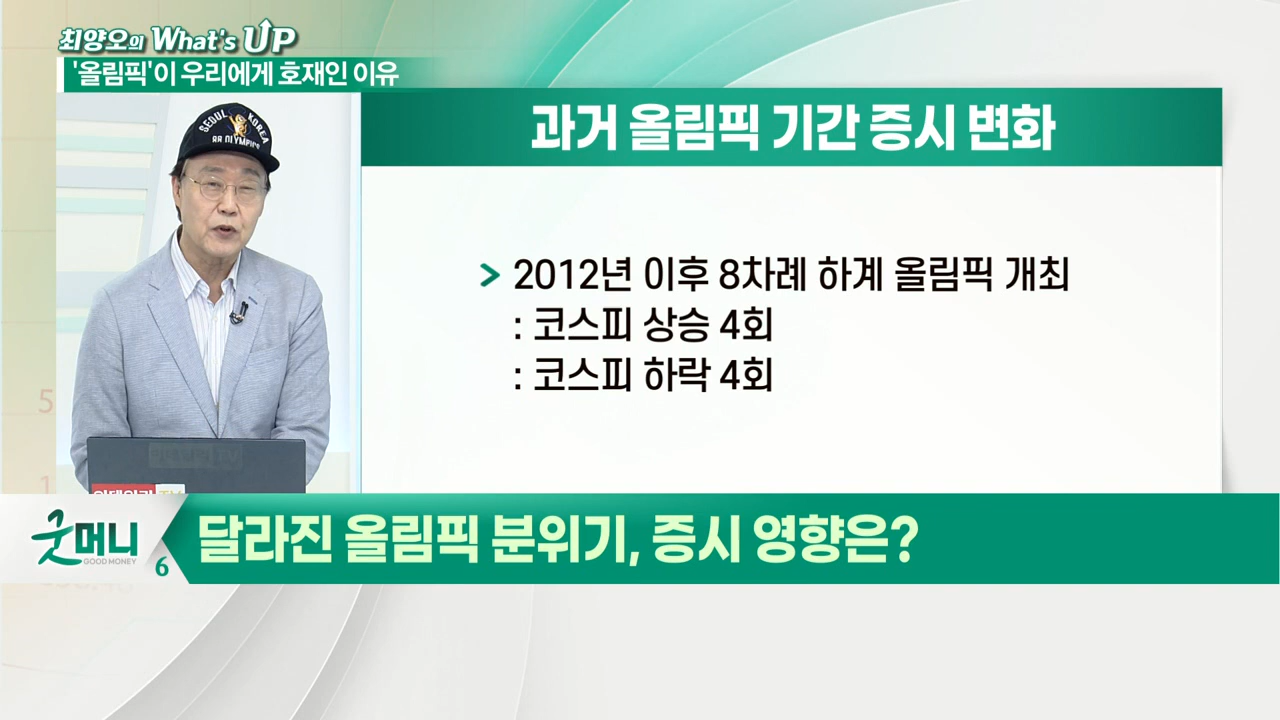 최양오의 What's UP
'올림픽'이 우리에게 호재인 이유
SEOUL KOREA
88 OLYMPICS
과거 올림픽 기간 증시 변화
2012년 이후 8차례 하계 올림픽 개최
: 코스피 상승 4회
: 코스피 하락 4회
5
1
굿머니
GOOD MONEY
6
달라진 올림픽 분위기, 증시 영향은?